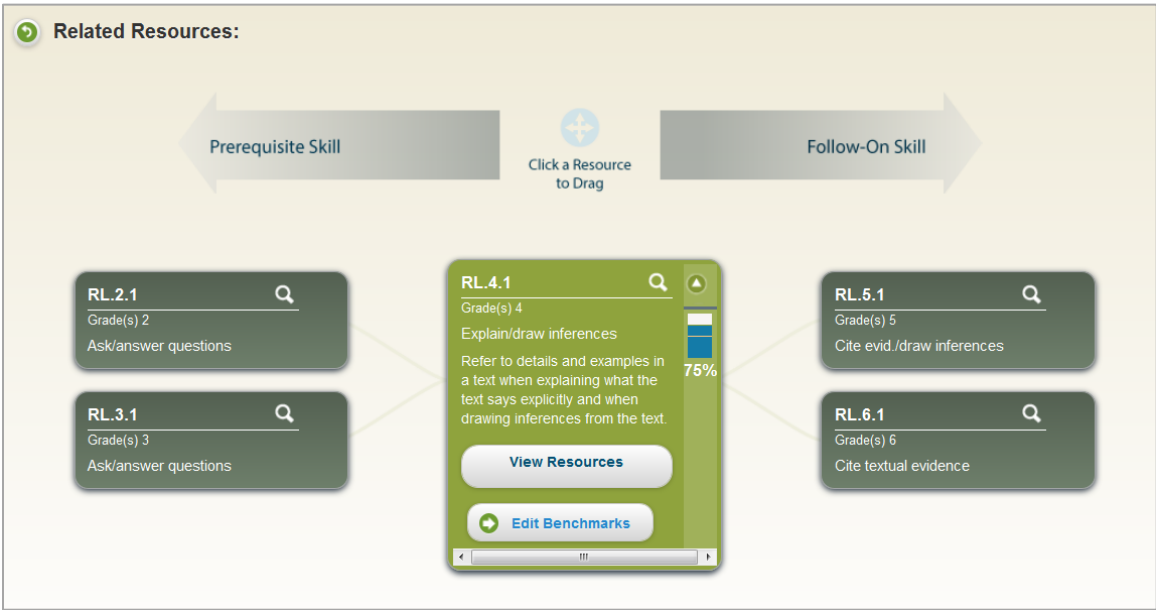 Related Resources:
Prerequisite Skill
Click a Resource
to Drag
Follow-On Skill
RL.2.1
Grade(s) 2
Ask/answer questions
RL.3.1
Grade(s) 3
Ask/answer questions
RL.4.1
Grade(s) 4
Explain/draw inferences
Refer to details and examples in
a text when explaining what the
text says explicitly and when
drawing inferences from the text.
75%
View Resources
Edit Benchmarks
RL.5.1
Grade(s) 5
Cite evid./draw inferences
RL.6.1
Grade(s) 6
Cite textual evidence